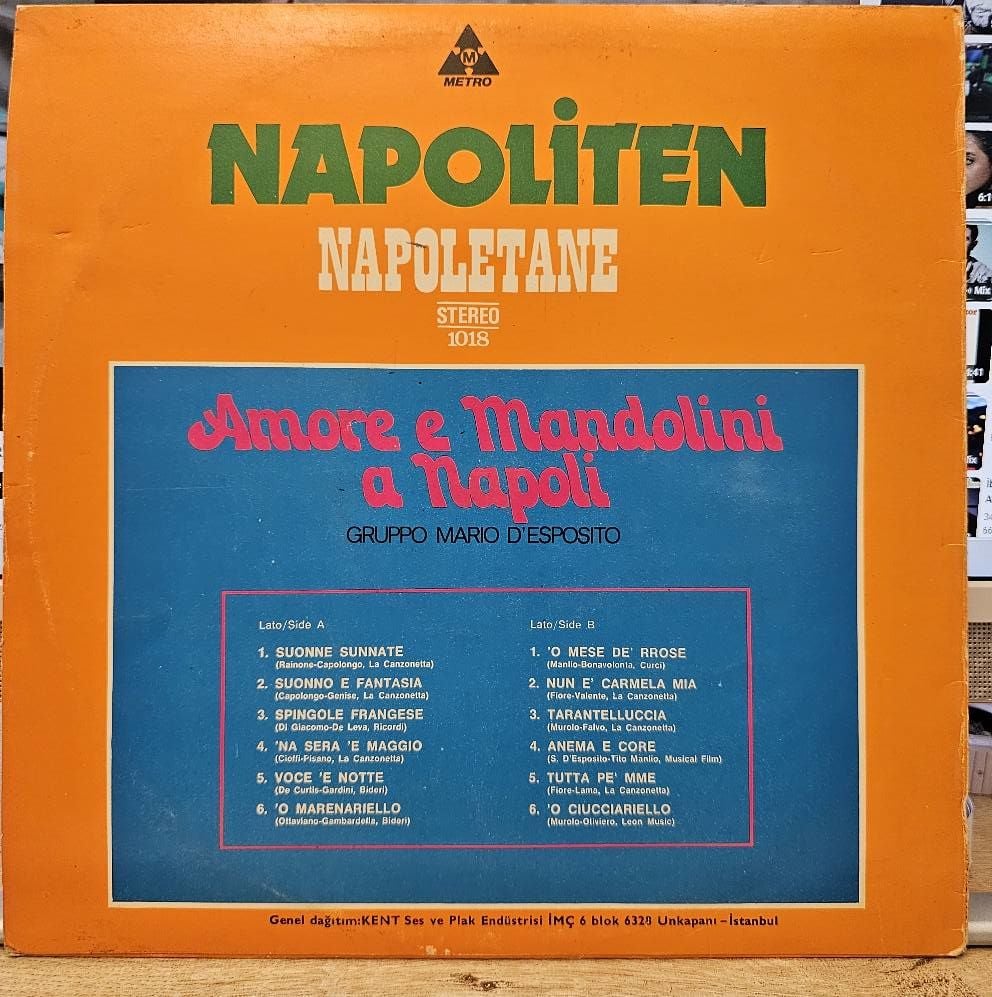 M
METRO
NAPOLİTEN
NAPOLETANE
STEREO
1018
Amore e Mandolini
a Napoli
GRUPPO MARIO D'ESPOSITO
Lato/Side A
1. SUONNE SUNNATE
(Rainone-Capolongo, La Canzonetta)
2. SUONNO E FANTASIA
(Capolongo-Genise, La Canzonetta)
3. SPINGOLE FRANGESE
(Di Giacomo-De Leva, Ricordi)
4. 'NA SERA 'E MAGGIO
(Cioffi-Pisano, La Canzonetta)
5. VOCE 'E NOTTE
(De Curtis-Gardini, Bideri)
6. 'O MARENARIELLO
(Ottaviano-Gambardella, Bideri)
Lato/Side B
1. 'O MESE DE' RROSE
(Manlio-Bonavolonta, Curci)
2. NUN E' CARMELA MIA
(Fiore-Valente, La Canzonetta)
3. TARANTELLUCCIA
(Murolo-Falvo, La Canzonetta)
4. ANEMA E CORE
(S. D'Esposito-Tito Manlio, Musical Film)
5. TUTTA PE' MME
(Fiore-Lama, La Canzonetta)
6. 'O CIUCCIARIELLO
(Murolo-Oliviero, Leon Music)
Genel dağıtım:KENT Ses ve Plak Endüstrisi İMÇ 6 blok 6328 Unkapanı –İstanbul